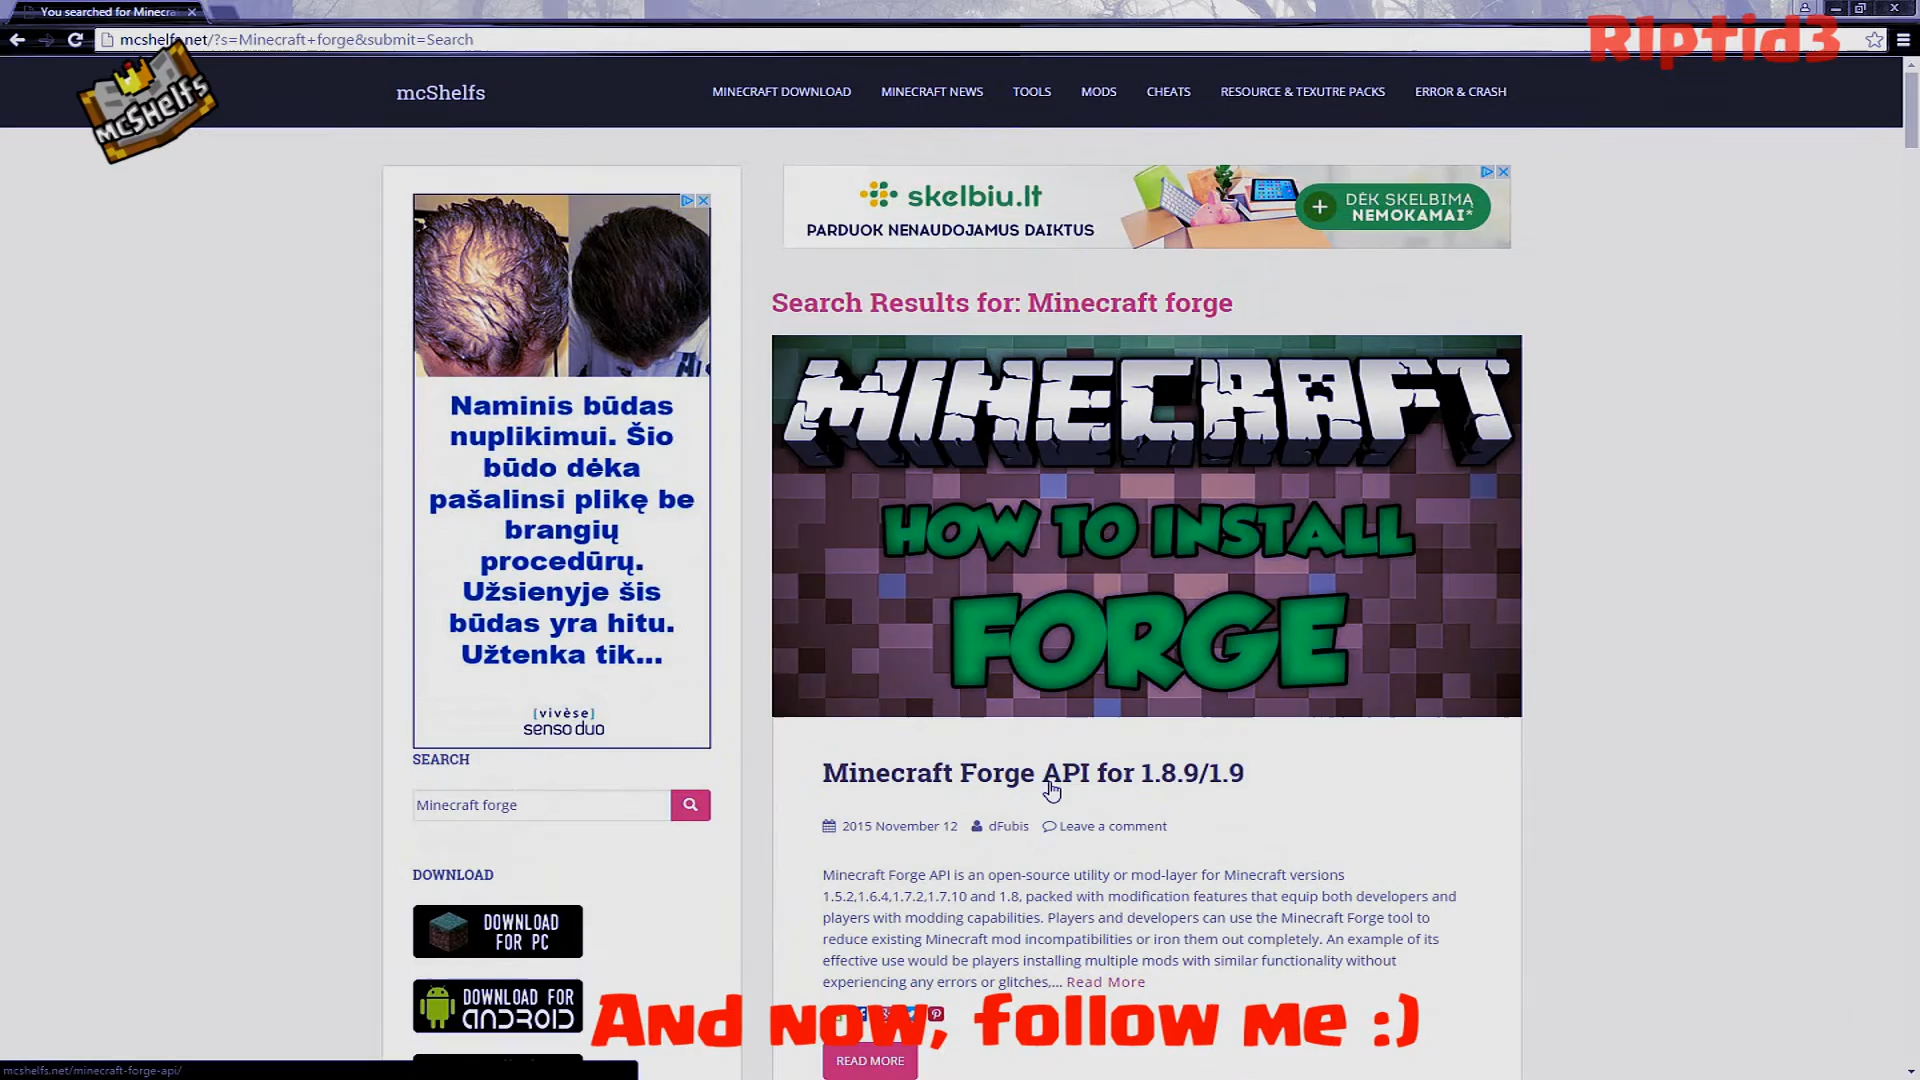 You searched for Minecra
mcshelfs.net/?s=Minecraft+forge&submit=Search
R1ptid3
mcShelfs
mcShelfs
MINECRAFT DOWNLOAD
MINECRAFT NEWS
TOOLS
MODS
CHEATS
RESOURCE & TEXUTRE PACKS
ERROR & CRASH
skelbiu.lt
PARDUOK NENAUDOJAMUS DAIKTUS
DĖK SKELBIMĄ
NEMOKAMAI*
Naminis būdas
nuplikimui. Šio
būdo dėka
pašalinsi plikę be
brangių
procedūrų.
Užsienyje šis
būdas yra hitu.
Užtenka tik...
[vivèse]
senso duo
SEARCH
Minecraft forge
DOWNLOAD
DOWNLOAD
FOR PC
DOWNLOAD FOR
ANDROID
Search Results for: Minecraft forge
MINECRAFT
HOW TO INSTALL
FORGE
Minecraft Forge API for 1.8.9/1.9
2015 November 12
dFubis
Leave a comment
Minecraft Forge API is an open-source utility or mod-layer for Minecraft versions
1.5.2,1.6.4,1.7.2,1.7.10 and 1.8, packed with modification features that equip both developers and
players with modding capabilities. Players and developers can use the Minecraft Forge tool to
reduce existing Minecraft mod incompatibilities or iron them out completely. An example of its
effective use would be players installing multiple mods with similar functionality without
experiencing any errors or glitches,... Read More
And now, follow me :)
READ MORE
mcshelfs.net/minecraft-forge-api/